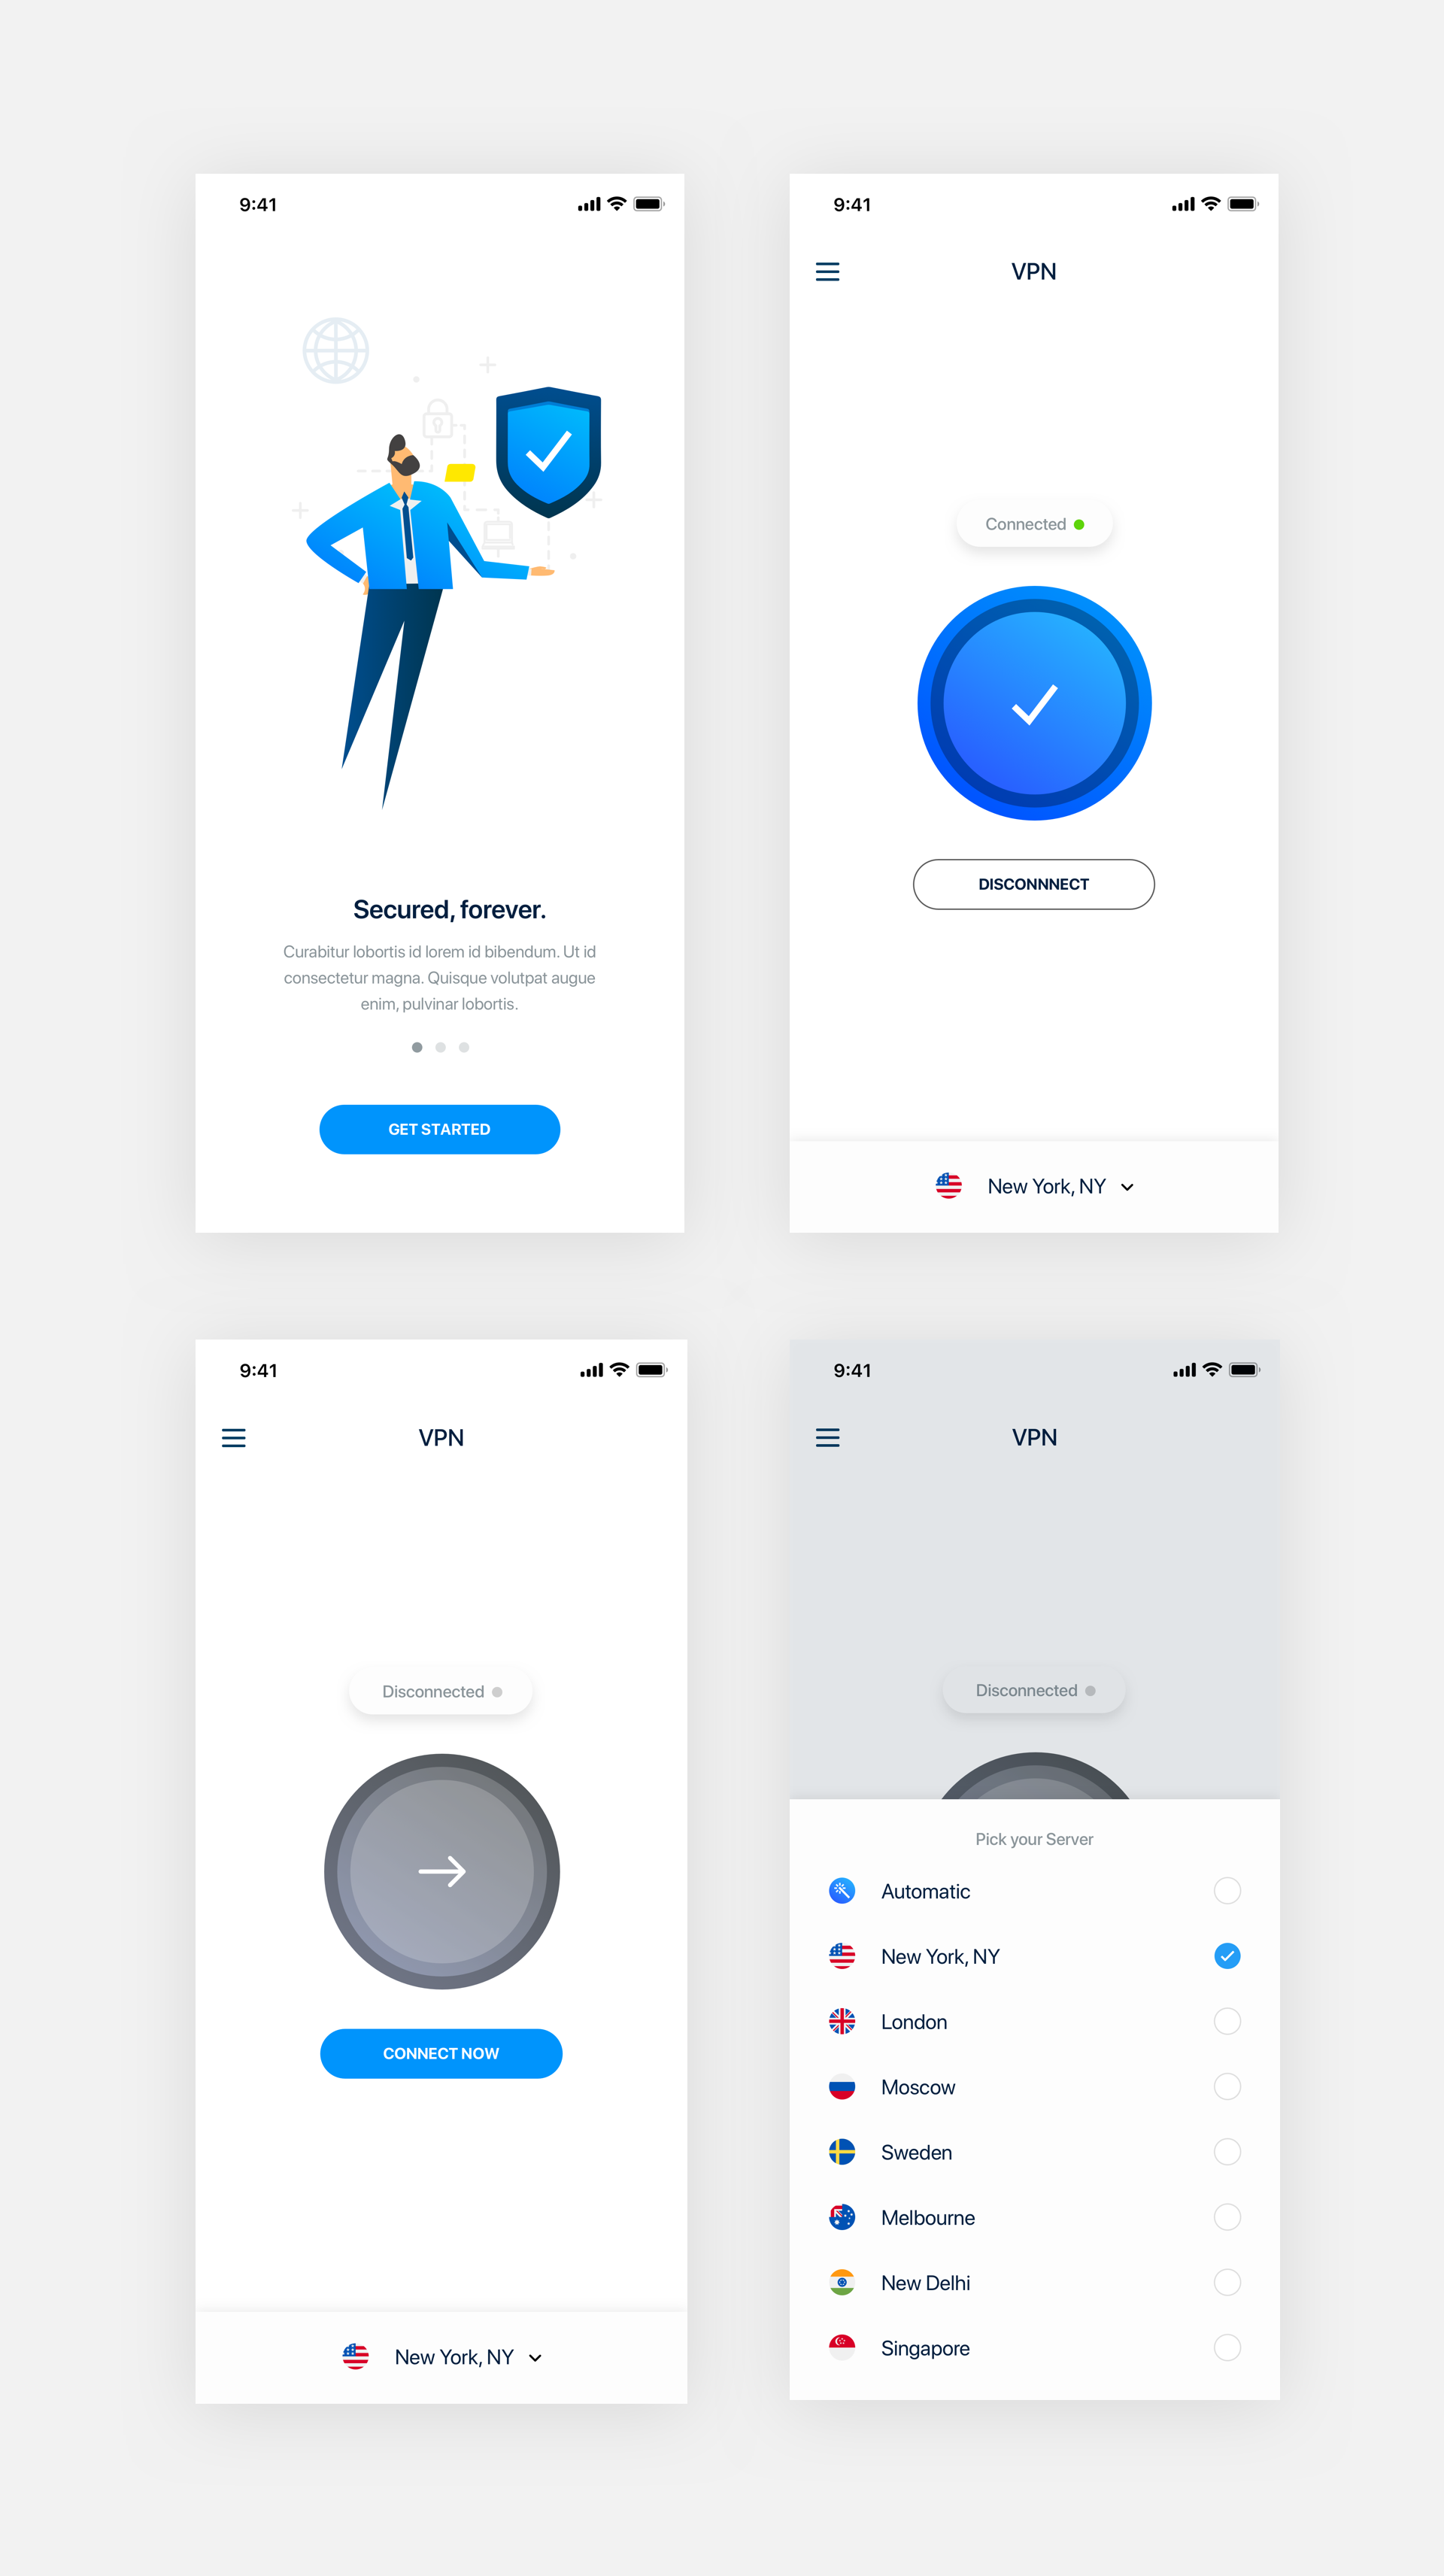 9:41
Secured, forever.
Curabitur lobortis id lorem id bibendum. Ut id
consectetur magna. Quisque volutpat augue
enim, pulvinar lobortis.
GET STARTED
9:41
VPN
Connected
DISCONNNECT
New York, NY
9:41
VPN
Disconnected
CONNECT NOW
New York, NY
9:41
VPN
Disconnected
Pick your Server
Automatic
New York, NY
London
Moscow
Sweden
Melbourne
New Delhi
Singapore